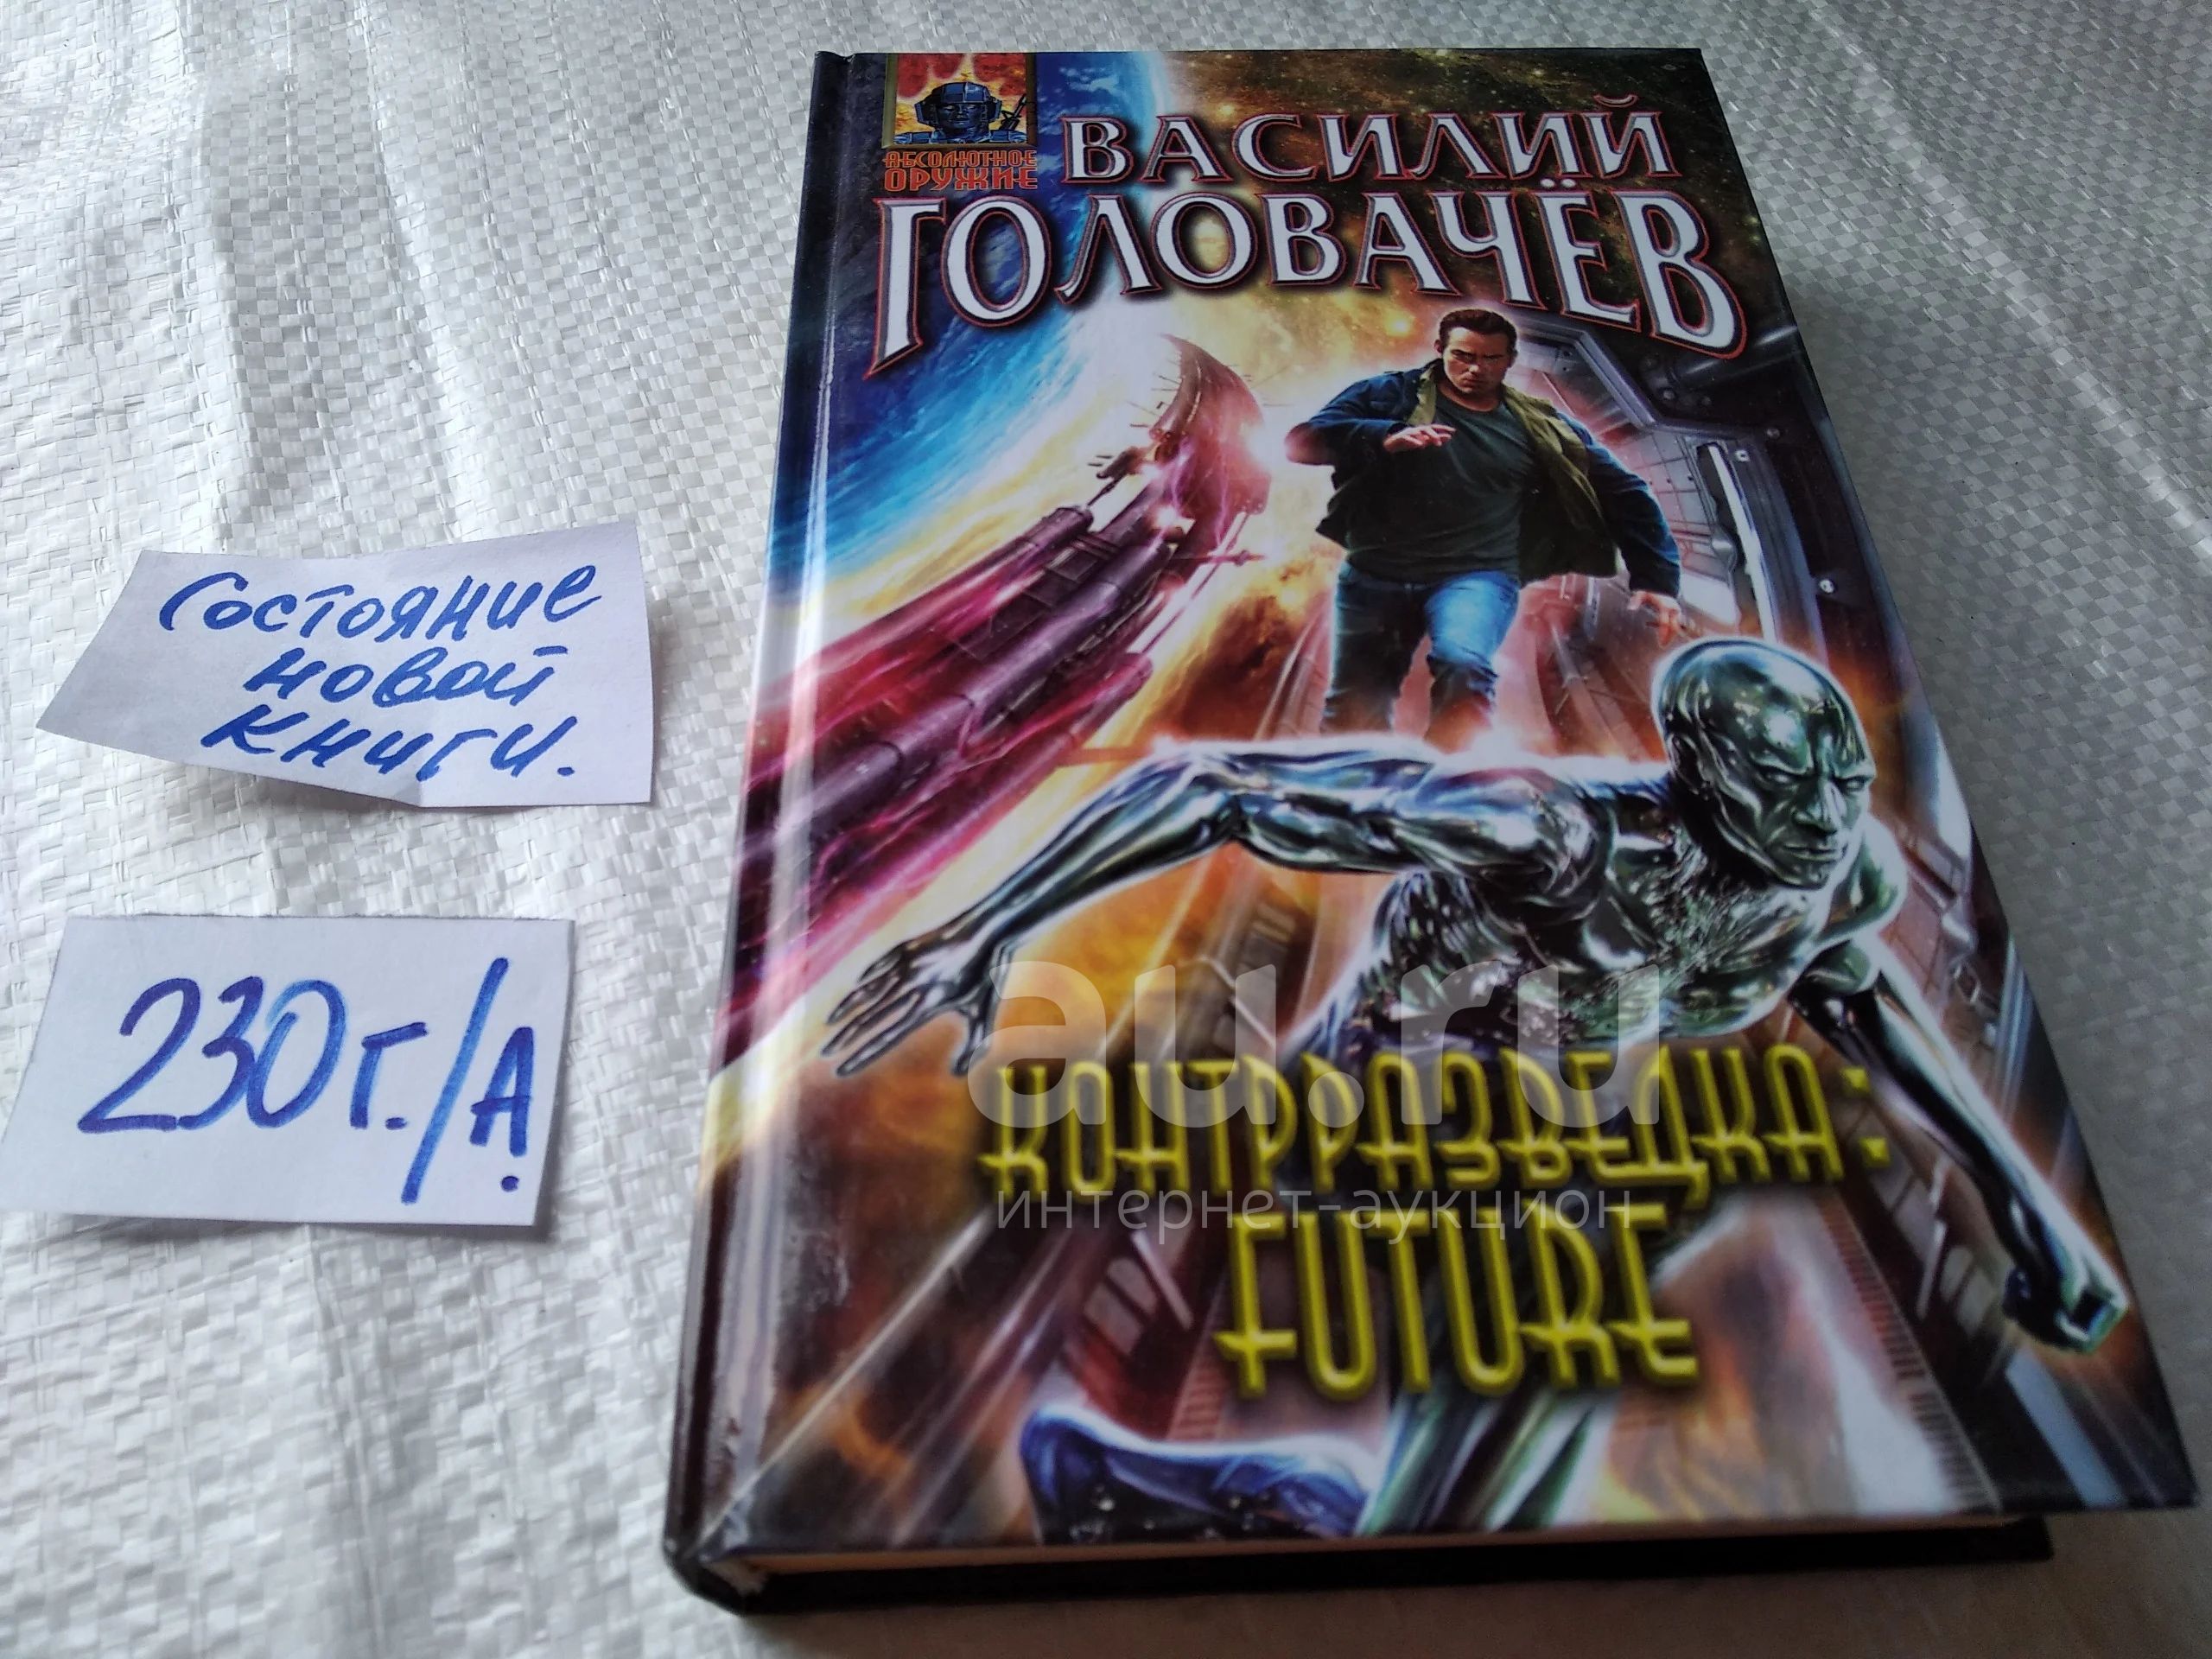 АБСОЛЮТНОЕ
ОРУЖИЕ
ВАСИЛИЙ
ГОЛОВАЧЁВ
Состояние
новой
книги.
230г./А.
au.ru
КОНТРРАЗВЕДКА:
интернет-аукцион
FUTURE